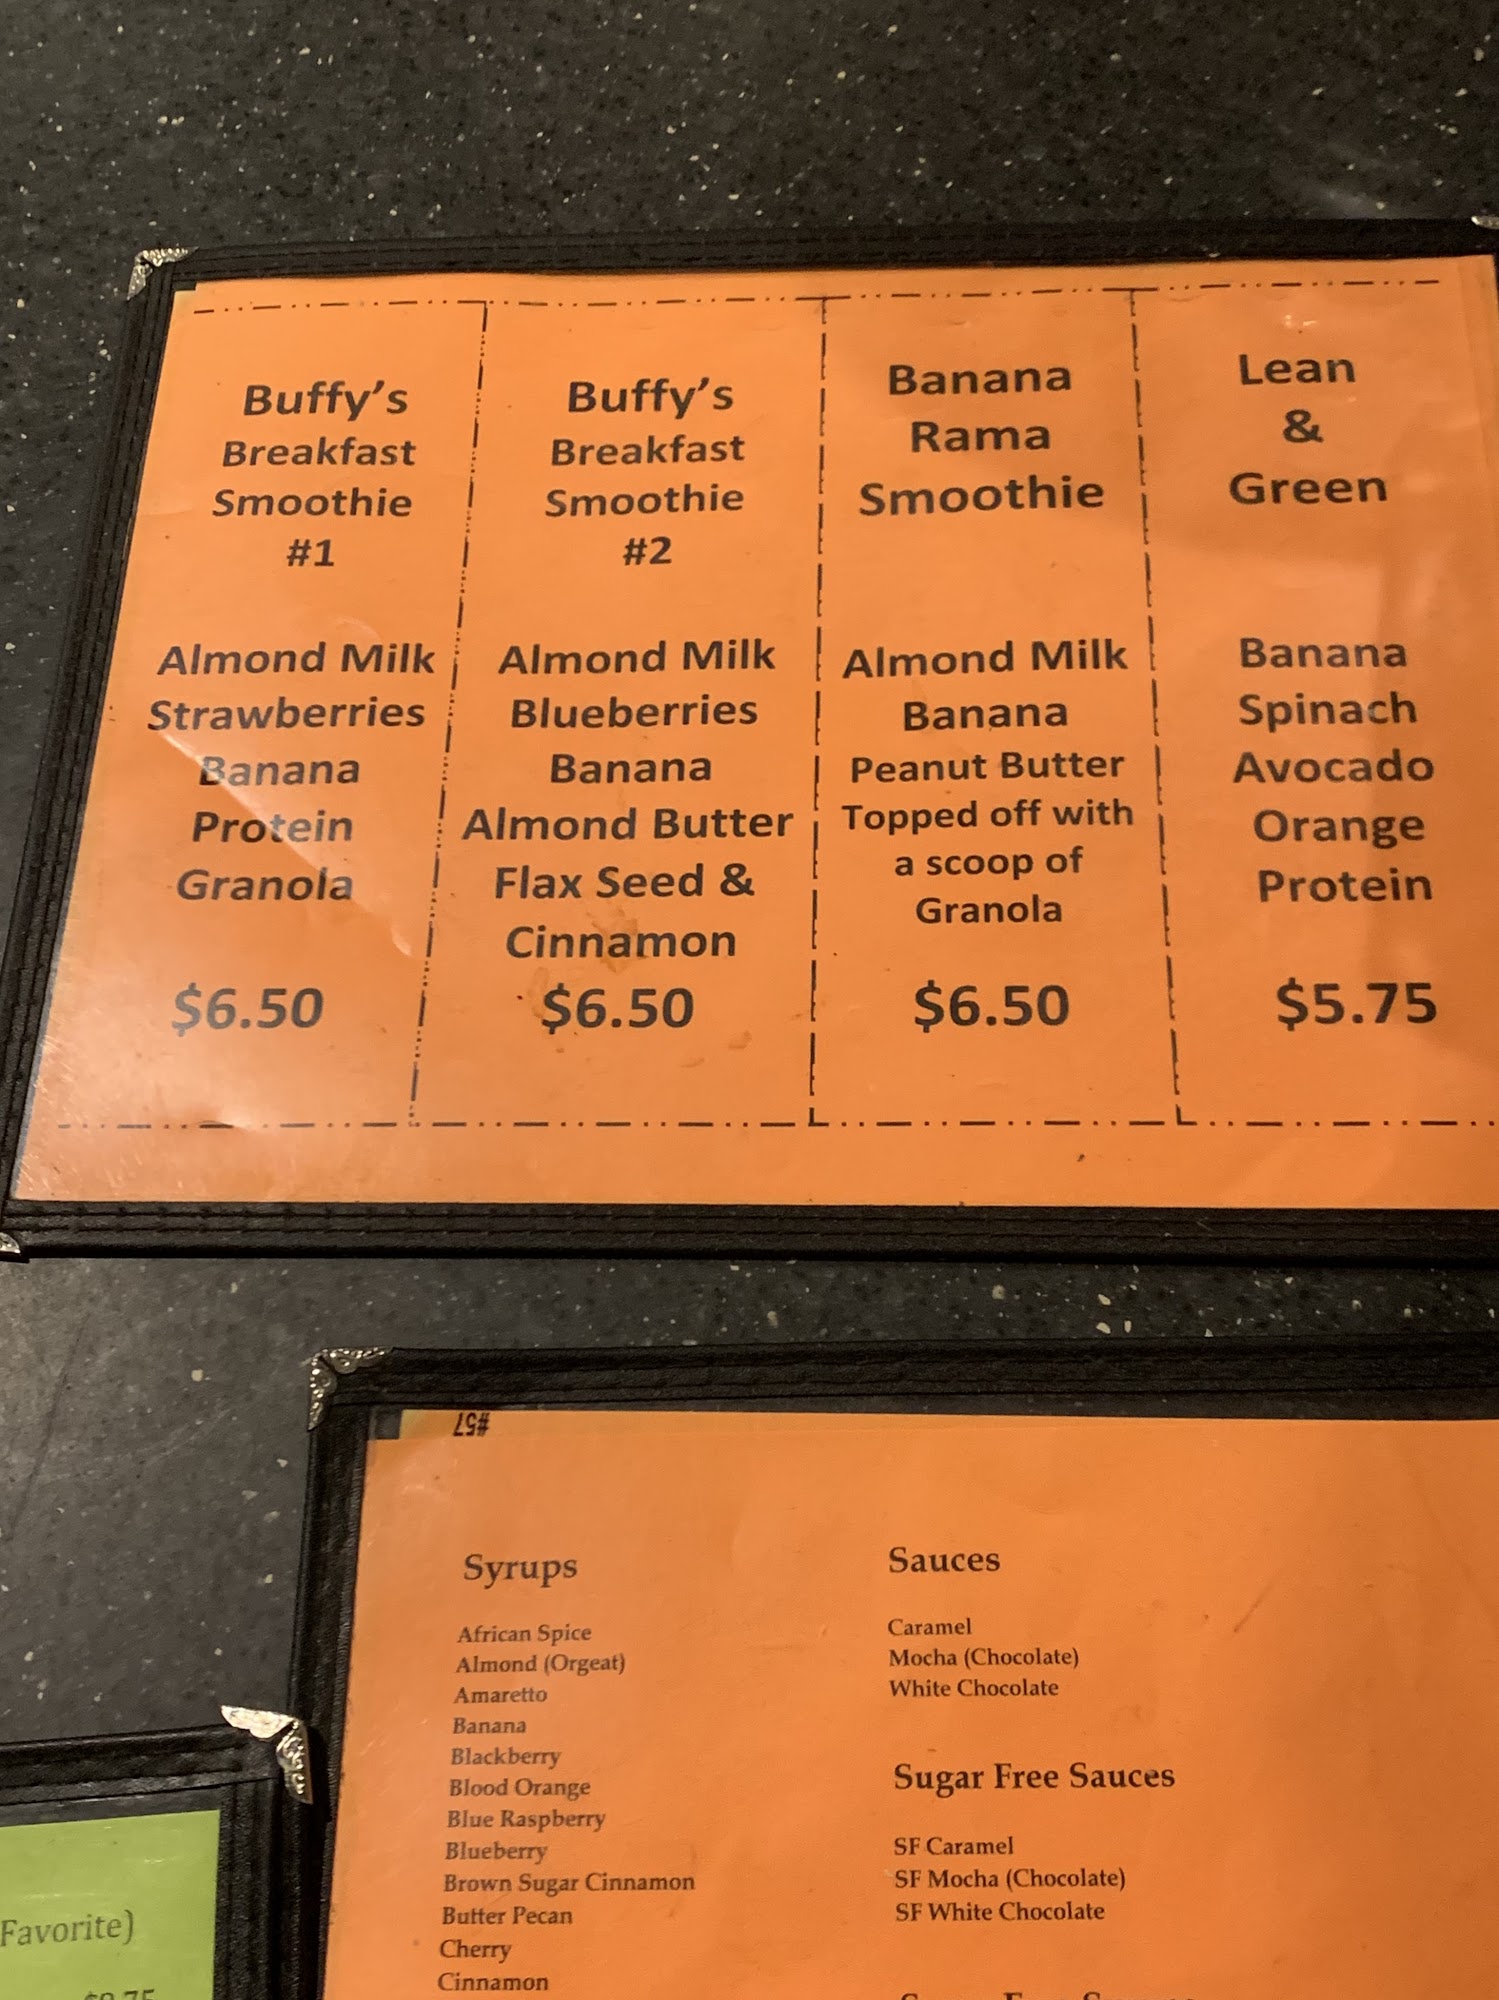 Buffy's
Breakfast
Smoothie
#1
Almond Milk
Strawberries
Banana
Protein
Granola
$6.50
Buffy's
Breakfast
Smoothie
#2
Almond Milk
Blueberries
Banana
Almond Butter
Flax Seed &
Cinnamon
$6.50
Banana
Rama
Smoothie
Almond Milk
Banana
Peanut Butter
Topped off with
a scoop of
Granola
$6.50
Lean
&
Green
Banana
Spinach
Avocado
Orange
Protein
$5.75
#57
Syrups
African Spice
Almond (Orgeat)
Amaretto
Banana
Blackberry
Blood Orange
Blue Raspberry
Blueberry
Brown Sugar Cinnamon
Butter Pecan
Cherry
Cinnamon
Sauces
Caramel
Mocha (Chocolate)
White Chocolate
Sugar Free Sauces
SF Caramel
SF Mocha (Chocolate)
SF White Chocolate
Favorite)